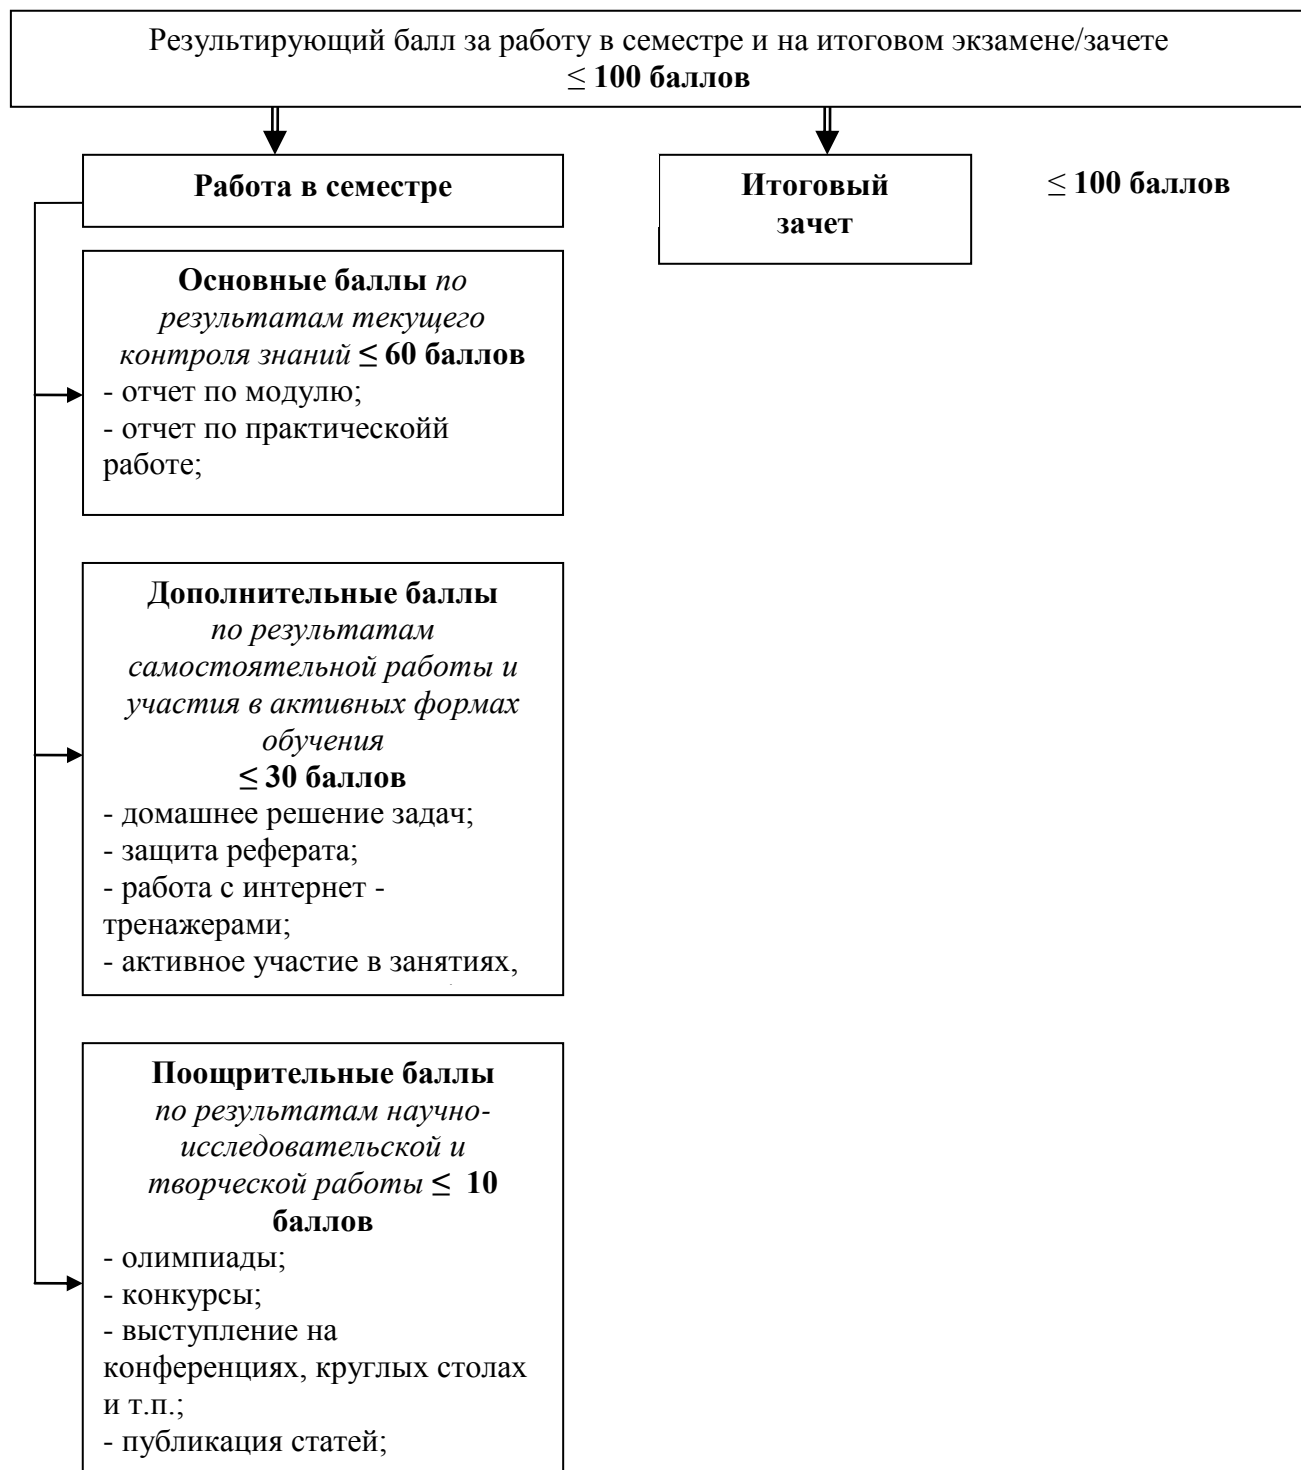 Результирующий балл за работу в семестре и на итоговом экзамене/зачете
≤ 100 баллов
Работа в семестре
Итоговый
зачет
≤ 100 баллов
Основные баллы по
результатам текущего
контроля знаний ≤ 60 баллов
- отчет по модулю;
- отчет по практическойй
работе;
Дополнительные баллы
по результатам
самостоятельной работы и
участия в активных формах
обучения
≤ 30 баллов
- домашнее решение задач;
- защита реферата;
- работа с интернет -
тренажерами;
- активное участие в занятиях,
Поощрительные баллы
по результатам научно-
исследовательской и
творческой работы ≤ 10
баллов
- олимпиады;
- конкурсы;
- выступление на
конференциях, круглых столах
и т.п.;
- публикация статей;